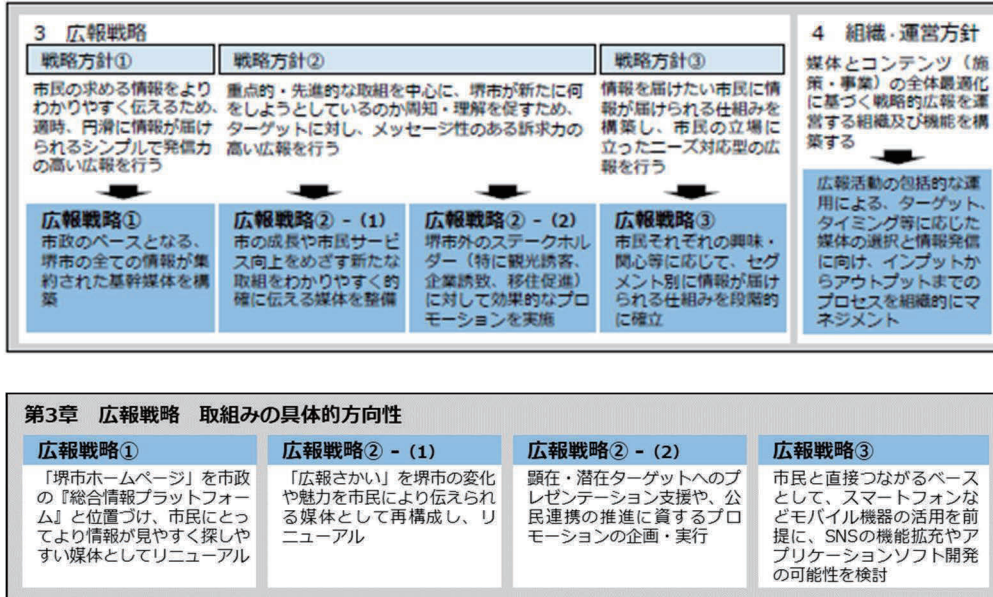 3 広報戦略
戦略方針①
市民の求める情報をより
わかりやすく伝えるため、
適時、円滑に情報が届け
られるシンプルで発信力
の高い広報を行う
戦略方針②
重点的・先進的な取組を中心に、堺市が新たに何
をしようとしているのか周知・理解を促すため、
ターゲットに対し、メッセージ性のある訴求力の
高い広報を行う
戦略方針③
情報を届けたい市民に情
報が届けられる仕組みを
構築し、市民の立場に
立ったニーズ対応型の広
報を行う
広報戦略①
市政のベースとなる、
堺市の全ての情報が集
約された基幹媒体を構
築
広報戦略② - (1)
市の成長や市民サービ
ス向上をめざす新たな
取組をわかりやすく的
確に伝える媒体を整備
広報戦略② - (2)
堺市外のステークホル
ダー（特に観光誘客、
企業誘致、移住促進）
に対して効果的なプロ
モーションを実施
広報戦略③
市民それぞれの興味・
関心等に応じて、セグ
メント別に情報が届け
られる仕組みを段階的
に確立
4 組織・運営方針
媒体とコンテンツ（施
策・事業）の全体最適化
に基づく戦略的広報を運
営する組織及び機能を構
築する
広報活動の包括的な運
用による、ターゲット、
タイミング等に応じた
媒体の選択と情報発信
に向け、インプットか
らアウトプットまでの
プロセスを組織的にマ
ネジメント
第3章 広報戦略 取組みの具体的方向性
広報戦略①
「堺市ホームページ」を市政
の『総合情報プラットフォー
ム』と位置づけ、市民にとっ
てより情報が見やすく探しや
すい媒体としてリニューアル
広報戦略② - (1)
「広報さかい」を堺市の変化
や魅力を市民により伝えられ
る媒体として再構成し、リ
ニューアル
広報戦略② - (2)
顕在・潜在ターゲットへのプ
レゼンテーション支援や、公
民連携の推進に資するプロ
モーションの企画・実行
広報戦略③
市民と直接つながるベース
として、スマートフォンな
どモバイル機器の活用を前
提に、SNSの機能拡充やア
プリケーションソフト開発
の可能性を検討